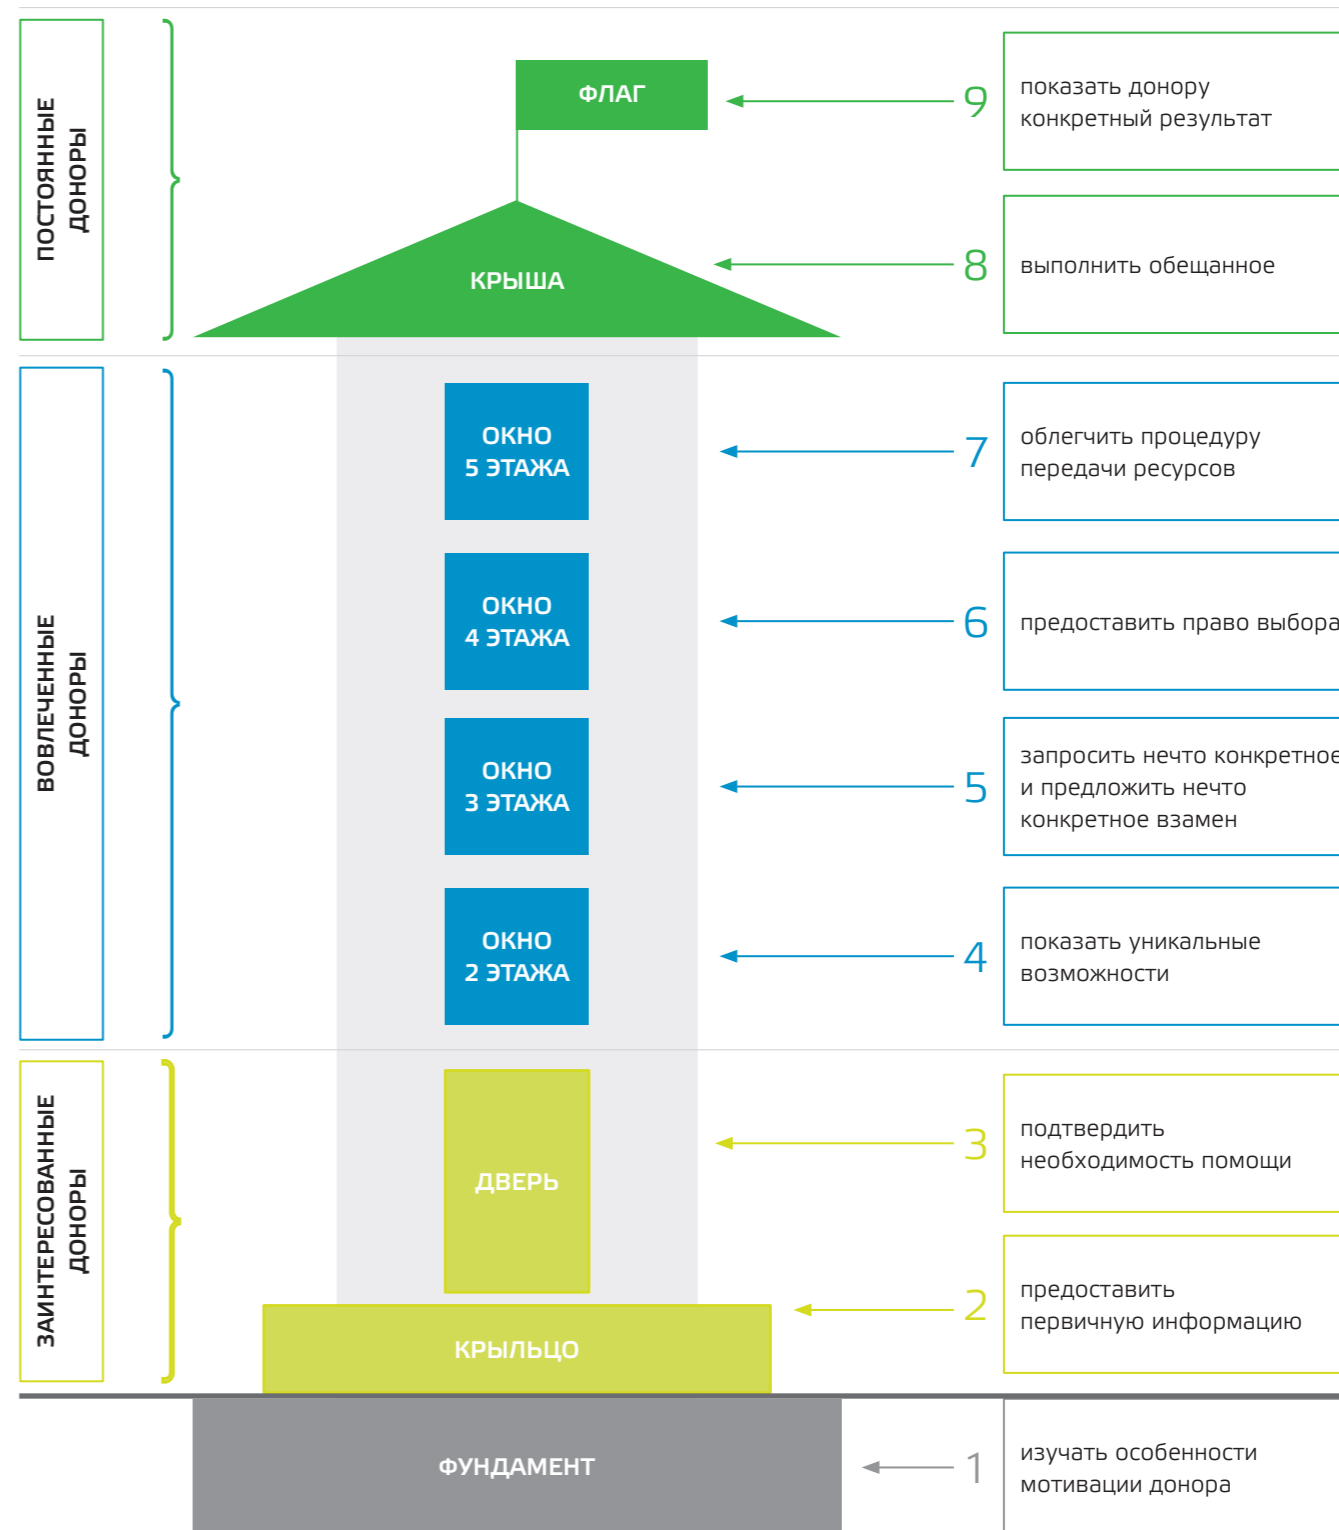 ПОСТОЯННЫЕ
ДОНОРЫ
ФЛАГ
9
показать донору
конкретный результат
КРЫША
8
выполнить обещанное
ВОВЛЕЧЕННЫЕ
ДОНОРЫ
ОКНО
5 ЭТАЖА
7
облегчить процедуру
передачи ресурсов
ОКНО
4 ЭТАЖА
6
предоставить право выбора
ОКНО
3 ЭТАЖА
5
запросить нечто конкретное
и предложить нечто
конкретное взамен
ОКНО
2 ЭТАЖА
4
показать уникальные
возможности
ЗАИНТЕРЕСОВАННЫЕ
ДОНОРЫ
ДВЕРЬ
3
подтвердить
необходимость помощи
КРЫЛЬЦО
2
предоставить
первичную информацию
ФУНДАМЕНТ
1
изучать особенности
мотивации донора